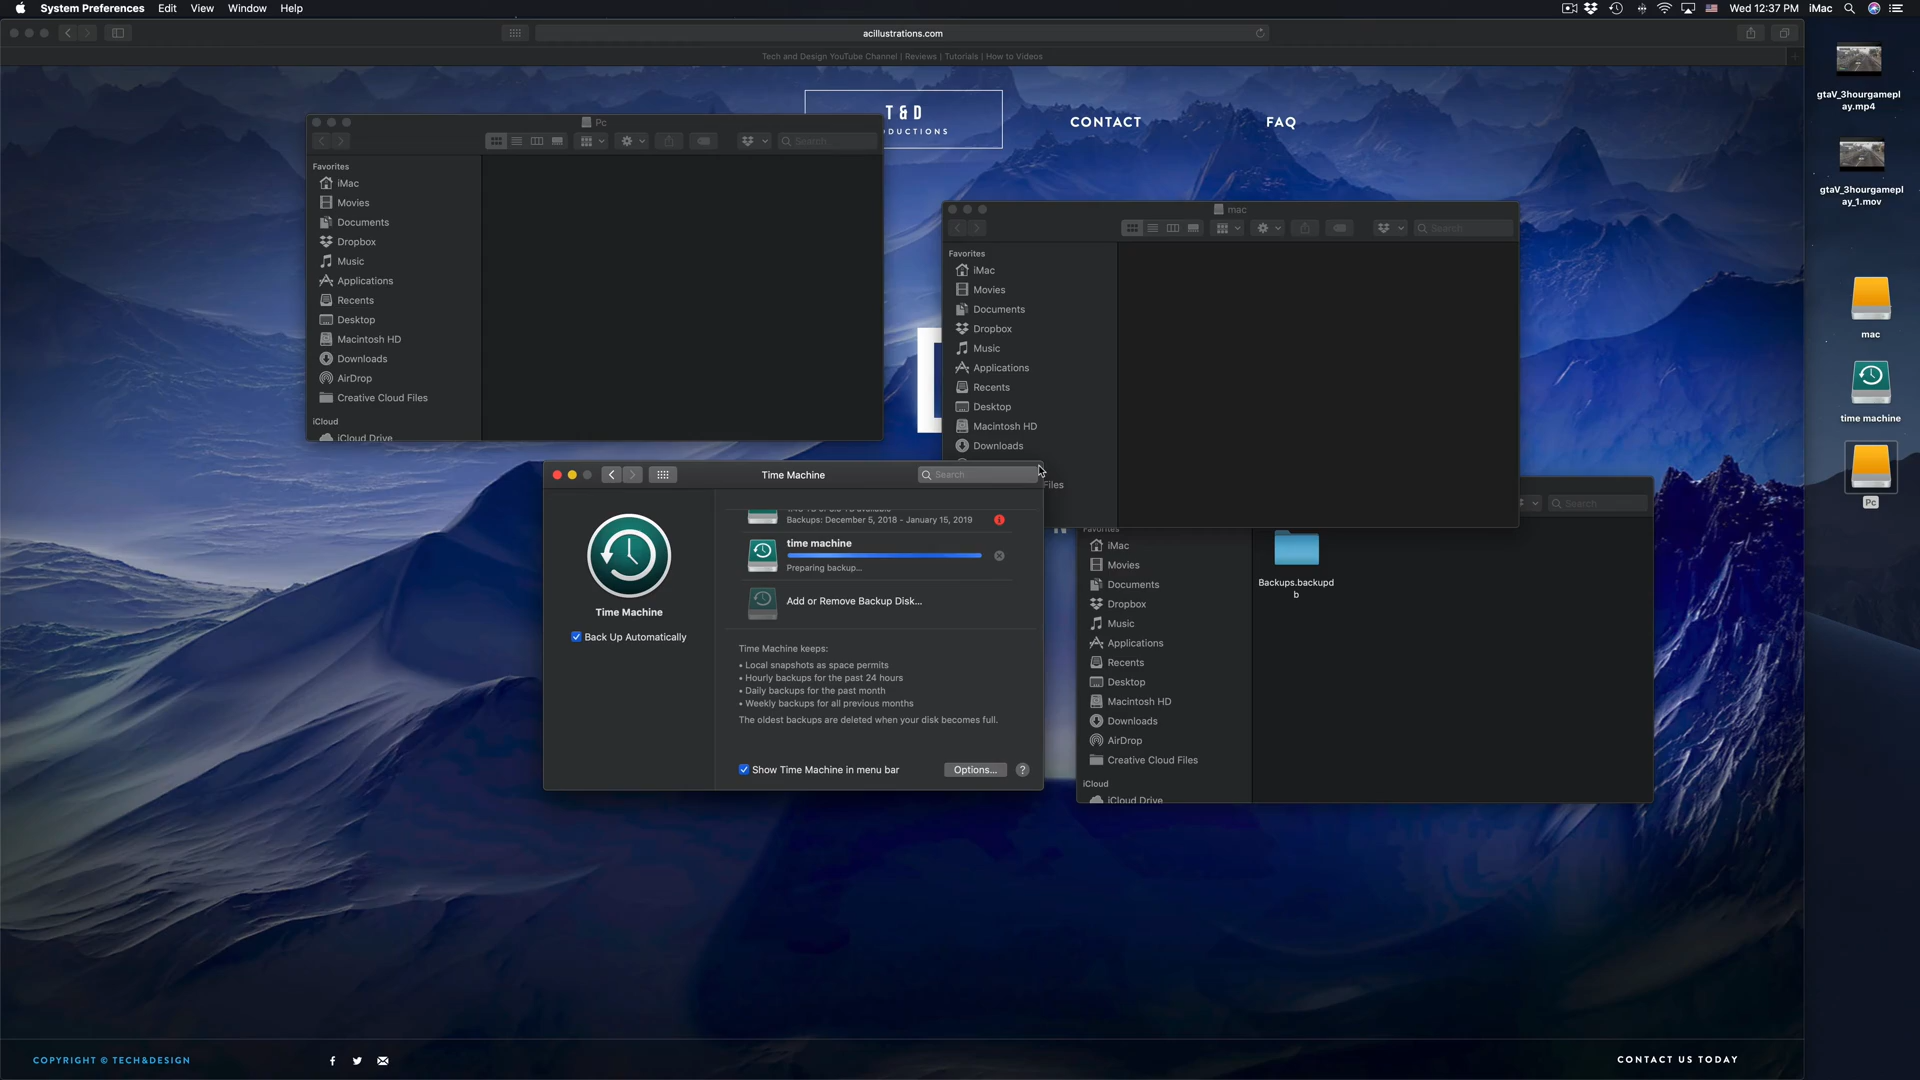 System Preferences Edit View Window Help
Wed 12:37 PM iMac
acillustrations.com
Tech and Design YouTube Channel | Reviews | Tutorials | How to Videos
T & D
ODUCTIONS
CONTACT
FAQ
gtaV_3hourgamepl
ay.mp4
gtaV_3hourgamepl
ay_1.mov
mac
time machine
Pc
Pc
Search
Favorites
iMac
Movies
Documents
Dropbox
Music
Applications
Recents
Desktop
Macintosh HD
Downloads
AirDrop
Creative Cloud Files
iCloud
iCloud Drive
mac
Search
Favorites
iMac
Movies
Documents
Dropbox
Music
Applications
Recents
Desktop
Macintosh HD
Downloads
Files
Time Machine
Search
Time Machine
Back Up Automatically
Backups: December 5, 2018 - January 15, 2019
time machine
Preparing backup...
Add or Remove Backup Disk...
Time Machine keeps:
• Local snapshots as space permits
• Hourly backups for the past 24 hours
• Daily backups for the past month
• Weekly backups for all previous months
The oldest backups are deleted when your disk becomes full.
Show Time Machine in menu bar
Options...
?
Search
Favorites
iMac
Movies
Documents
Dropbox
Music
Applications
Recents
Desktop
Macintosh HD
Downloads
AirDrop
Creative Cloud Files
iCloud
iCloud Drive
Backups.backupd
b
COPYRIGHT © TECH&DESIGN
CONTACT US TODAY